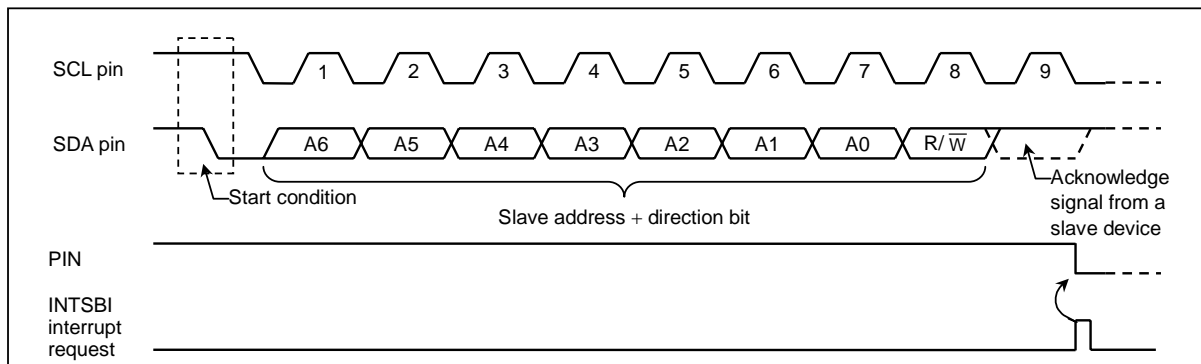 SCL pin
1 2 3 4 5 6 7 8 9
SDA pin
A6 A5 A4 A3 A2 A1 A0 R/W̅
Start condition
Slave address + direction bit
Acknowledge
signal from a
slave device
PIN
INTSBI
interrupt
request